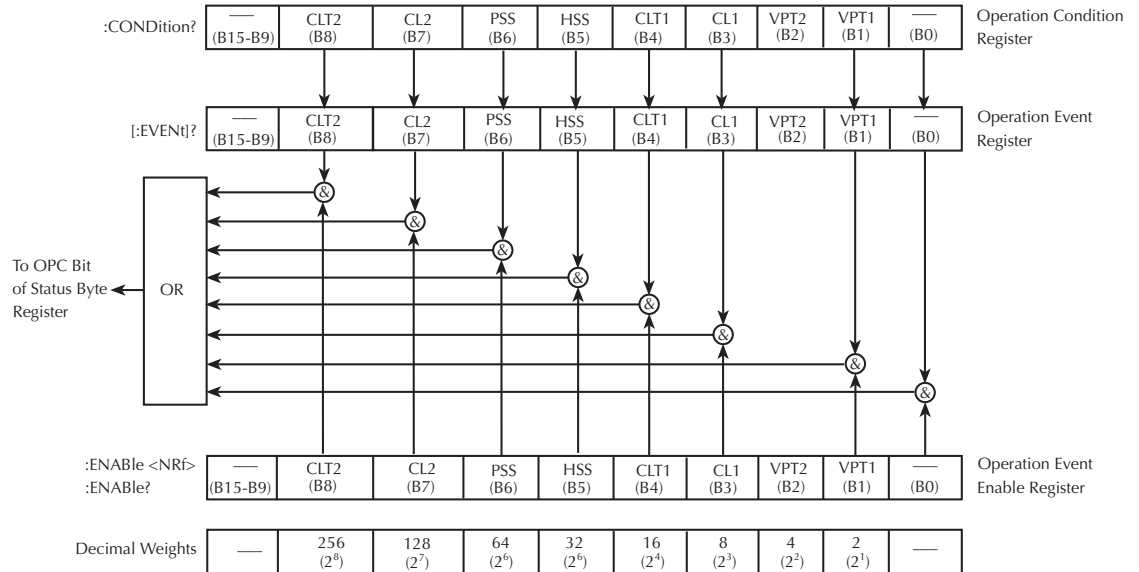 :CONDition?
—
(B15-B9)
CLT2
(B8)
CL2
(B7)
PSS
(B6)
HSS
(B5)
CLT1
(B4)
CL1
(B3)
VPT2
(B2)
VPT1
(B1)
—
(B0)
Operation Condition
Register
[:EVENt]?
—
(B15-B9)
CLT2
(B8)
CL2
(B7)
PSS
(B6)
HSS
(B5)
CLT1
(B4)
CL1
(B3)
VPT2
(B2)
VPT1
(B1)
—
(B0)
Operation Event
Register
&
&
&
&
&
&
&
&
To OPC Bit
of Status Byte
Register
OR
:ENABle <NRf>
:ENABle?
—
(B15-B9)
CLT2
(B8)
CL2
(B7)
PSS
(B6)
HSS
(B5)
CLT1
(B4)
CL1
(B3)
VPT2
(B2)
VPT1
(B1)
—
(B0)
Operation Event
Enable Register
Decimal Weights
—
256
(2⁸)
128
(2⁷)
64
(2⁶)
32
(2⁶)
16
(2⁴)
8
(2³)
4
(2²)
2
(2¹)
—